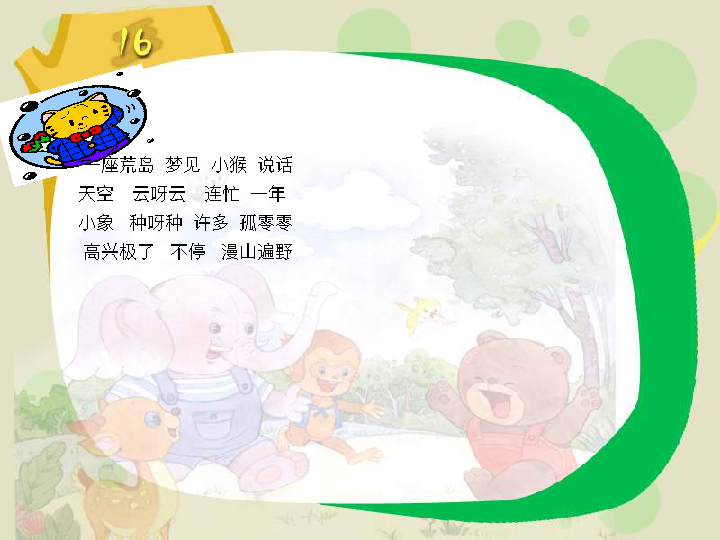 16
一座荒岛 梦见 小猴 说话
天空 云呀云 连忙 一年
小象 种呀种 许多 孤零零
高兴极了 不停 漫山遍野